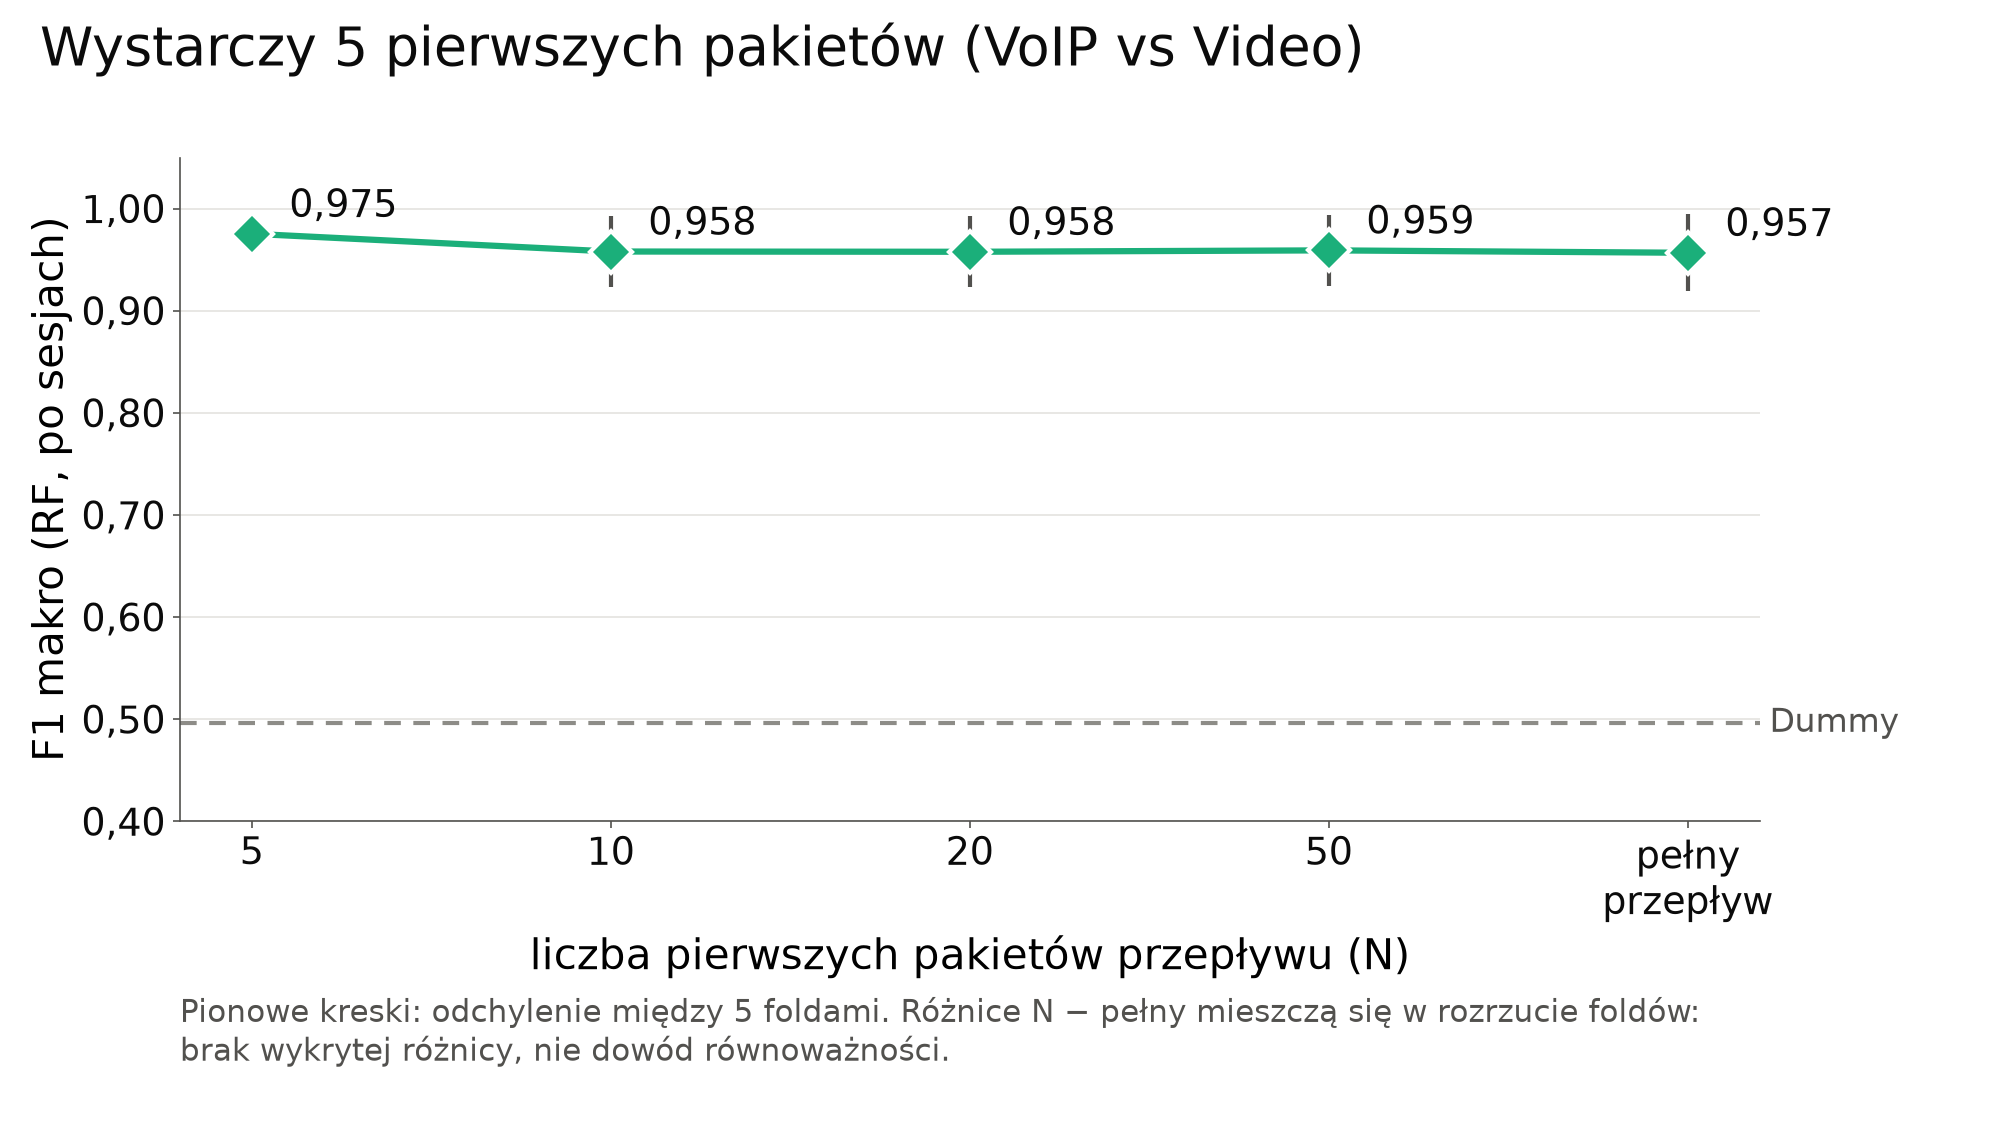 Wystarczy 5 pierwszych pakietów (VoIP vs Video)
F1 makro (RF, po sesjach)
1,00
0,90
0,80
0,70
0,60
0,50
0,40
0,975
0,958
0,958
0,959
0,957
Dummy
5
10
20
50
pełny
przepływ
liczba pierwszych pakietów przepływu (N)
Pionowe kreski: odchylenie między 5 foldami. Różnice N − pełny mieszczą się w rozrzucie foldów:
brak wykrytej różnicy, nie dowód równoważności.